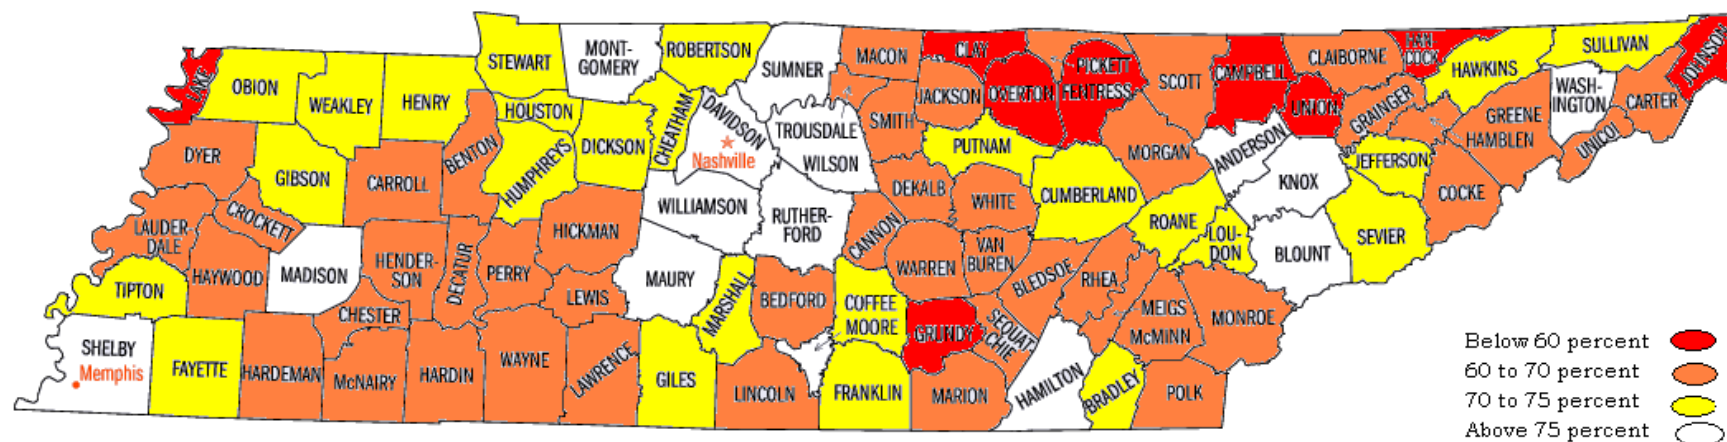 STEWART
MONT-
GOMERY
ROBERTSON
SUMNER
MACON
CLAY
PICKETT
OVERTON
FENTRESS
SCOTT
CAMPBELL
CLAIBORNE
HAN
COCK
HAWKINS
SULLIVAN
JOHNSON
LAKE
OBION
WEAKLEY
HENRY
HOUSTON
CHEATHAM
DAVIDSON
Nashville
TROUSDALE
WILSON
SMITH
JACKSON
UNION
GRAINGER
GREENE
HAMBLEN
WASH-
INGTON
CARTER
UNICOI
DYER
GIBSON
CARROLL
BENTON
HUMPHREYS
DICKSON
PUTNAM
MORGAN
ANDERSON
KNOX
JEFFERSON
COCKE
LAUDER-
DALE
CROCKETT
HICKMAN
WILLIAMSON
RUTHER-
FORD
DEKALB
CANNON
WHITE
CUMBERLAND
ROANE
LOU-
DON
BLOUNT
SEVIER
TIPTON
HAYWOOD
MADISON
HENDER-
SON
DECATUR
PERRY
LEWIS
MAURY
MARSHALL
BEDFORD
COFFEE
MOORE
WARREN
VAN
BUREN
BLEDSOE
RHEA
MEIGS
McMINN
MONROE
SHELBY
Memphis
FAYETTE
HARDEMAN
CHESTER
McNAIRY
HARDIN
WAYNE
LAWRENCE
GILES
LINCOLN
FRANKLIN
GRUNDY
SEQUAT-
CHIE
MARION
HAMILTON
BRADLEY
POLK
Below 60 percent
60 to 70 percent
70 to 75 percent
Above 75 percent